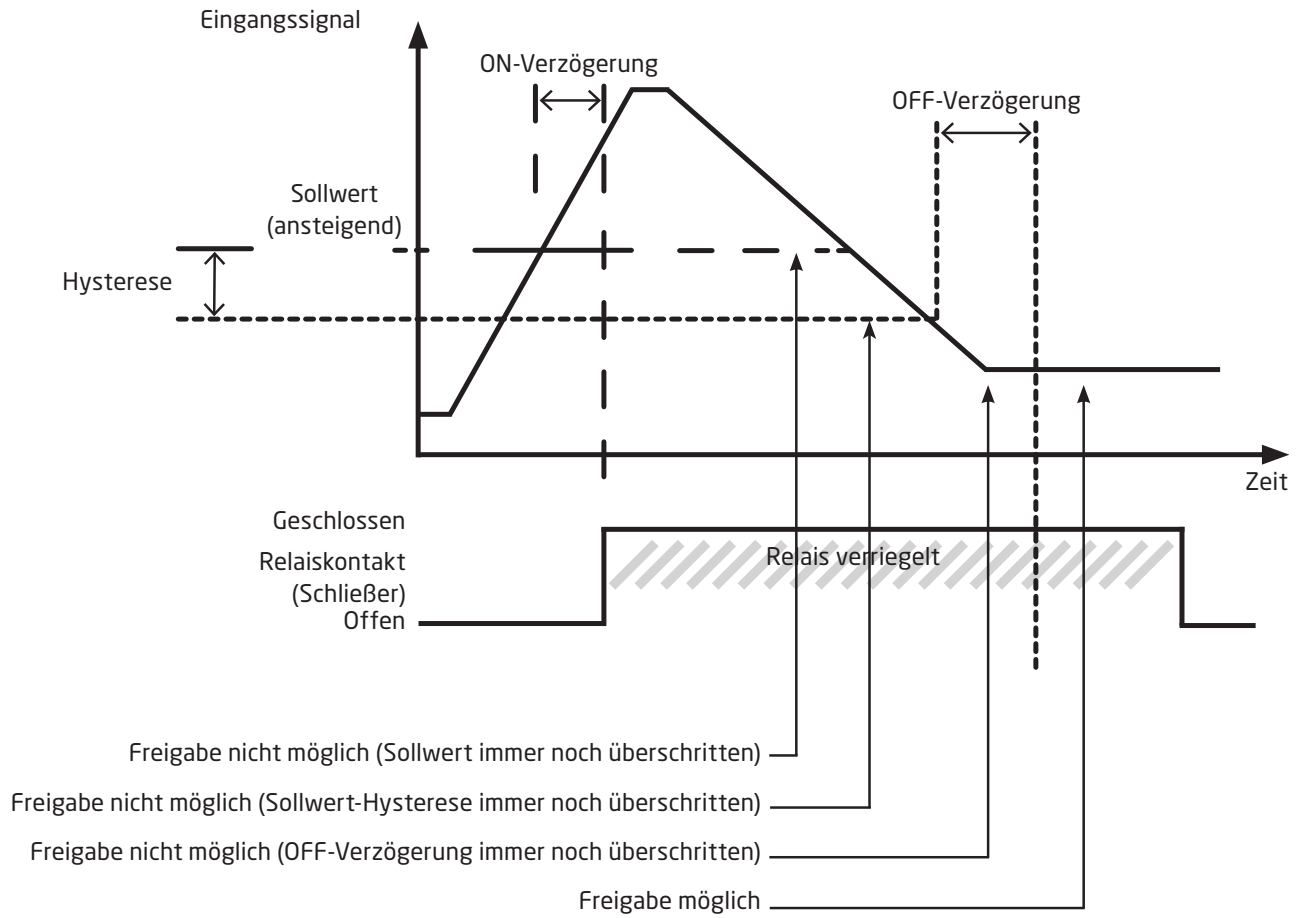 Eingangssignal
ON-Verzögerung
OFF-Verzögerung
Sollwert
(ansteigend)
Hysterese
Zeit
Geschlossen
Relaiskontakt
(Schließer)
Offen
Relais verriegelt
Freigabe nicht möglich (Sollwert immer noch überschritten)
Freigabe nicht möglich (Sollwert-Hysterese immer noch überschritten)
Freigabe nicht möglich (OFF-Verzögerung immer noch überschritten)
Freigabe möglich